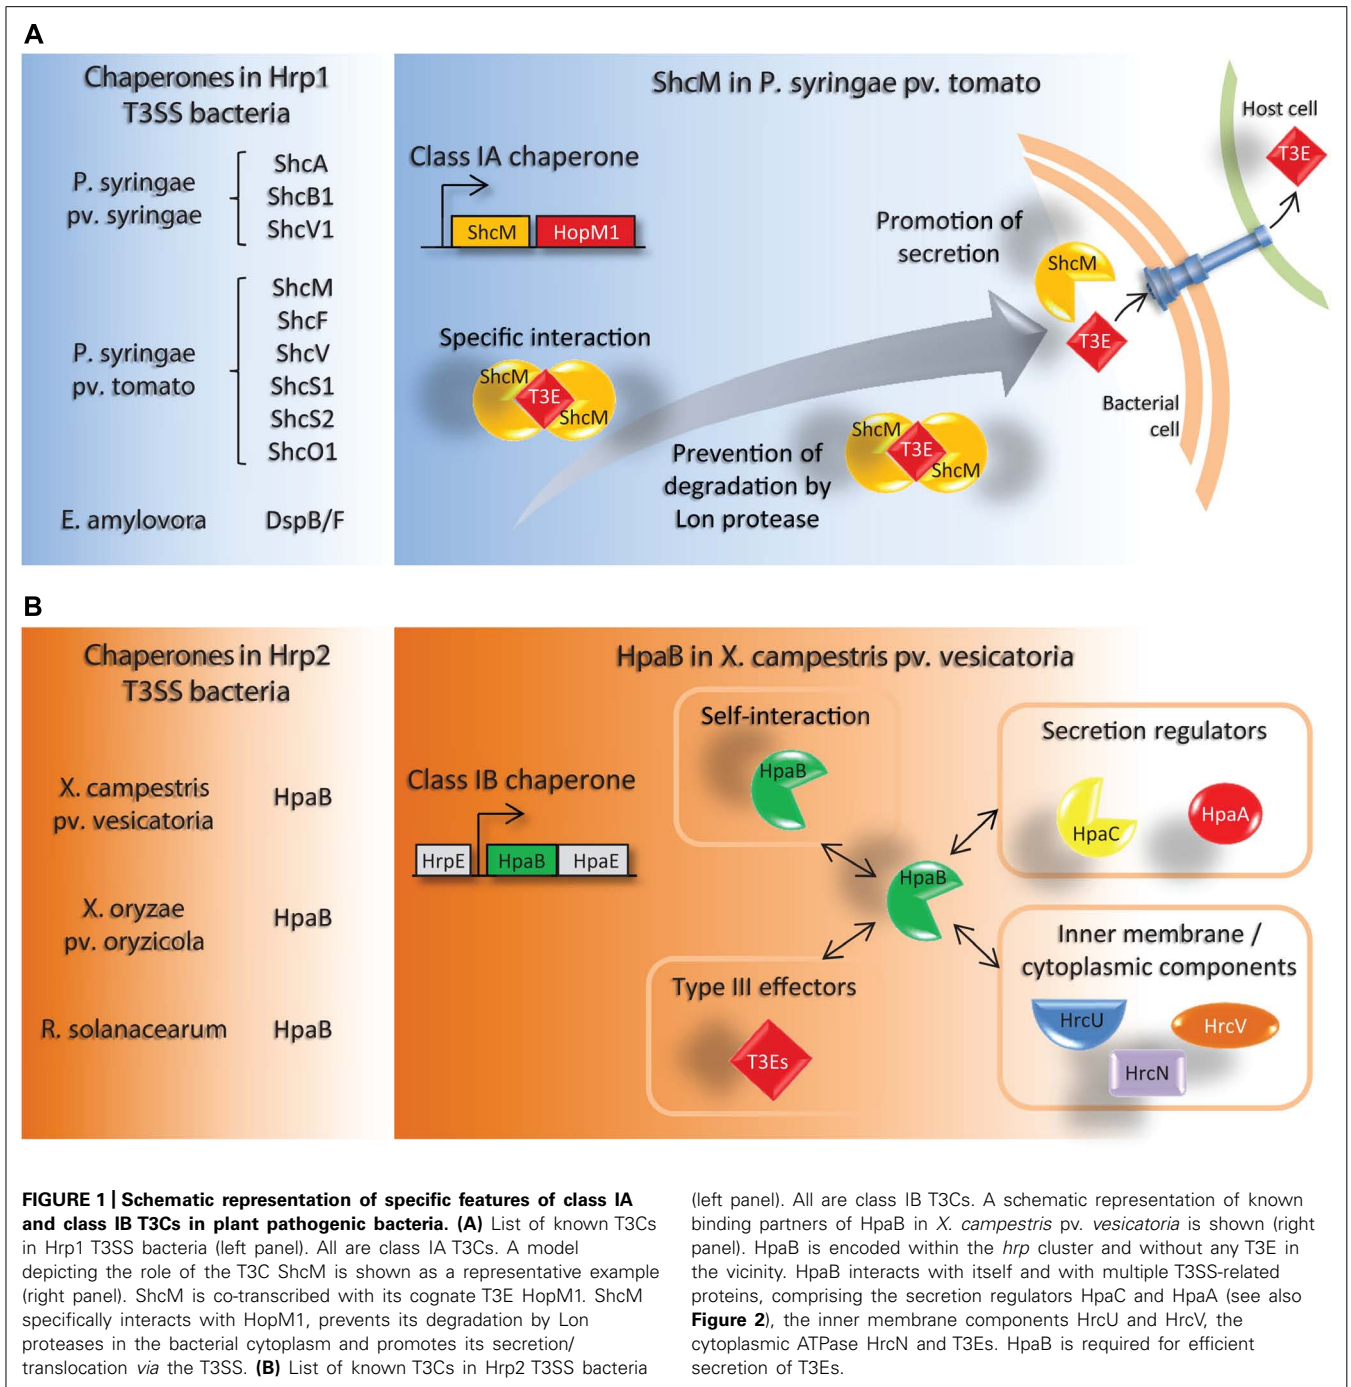 A
Chaperones in Hrp1
T3SS bacteria
P. syringae
pv. syringae
ShcA
ShcB1
ShcV1
P. syringae
pv. tomato
ShcM
ShcF
ShcV
ShcS1
ShcS2
ShcO1
E. amylovora
DspB/F
ShcM in P. syringae pv. tomato
Class IA chaperone
ShcM
HopM1
Specific interaction
ShcM
T3E
ShcM
Prevention of
degradation by
Lon protease
ShcM
T3E
ShcM
Promotion of
secretion
ShcM
T3E
Bacterial
cell
Host cell
T3E
B
Chaperones in Hrp2
T3SS bacteria
X. campestris
pv. vesicatoria
HpaB
X. oryzae
pv. oryzicola
HpaB
R. solanacearum
HpaB
HpaB in X. campestris pv. vesicatoria
Class IB chaperone
HrpE
HpaB
HpaE
Self-interaction
HpaB
HpaB
Type III effectors
T3Es
Secretion regulators
HpaC
HpaA
Inner membrane /
cytoplasmic components
HrcU
HrcV
HrcN
FIGURE 1 | Schematic representation of specific features of class IA
and class IB T3Cs in plant pathogenic bacteria. (A) List of known T3Cs
in Hrp1 T3SS bacteria (left panel). All are class IA T3Cs. A model
depicting the role of the T3C ShcM is shown as a representative example
(right panel). ShcM is co-transcribed with its cognate T3E HopM1. ShcM
specifically interacts with HopM1, prevents its degradation by Lon
proteases in the bacterial cytoplasm and promotes its secretion/
translocation via the T3SS. (B) List of known T3Cs in Hrp2 T3SS bacteria
(left panel). All are class IB T3Cs. A schematic representation of known
binding partners of HpaB in X. campestris pv. vesicatoria is shown (right
panel). HpaB is encoded within the hrp cluster and without any T3E in
the vicinity. HpaB interacts with itself and with multiple T3SS-related
proteins, comprising the secretion regulators HpaC and HpaA (see also
Figure 2), the inner membrane components HrcU and HrcV, the
cytoplasmic ATPase HrcN and T3Es. HpaB is required for efficient
secretion of T3Es.